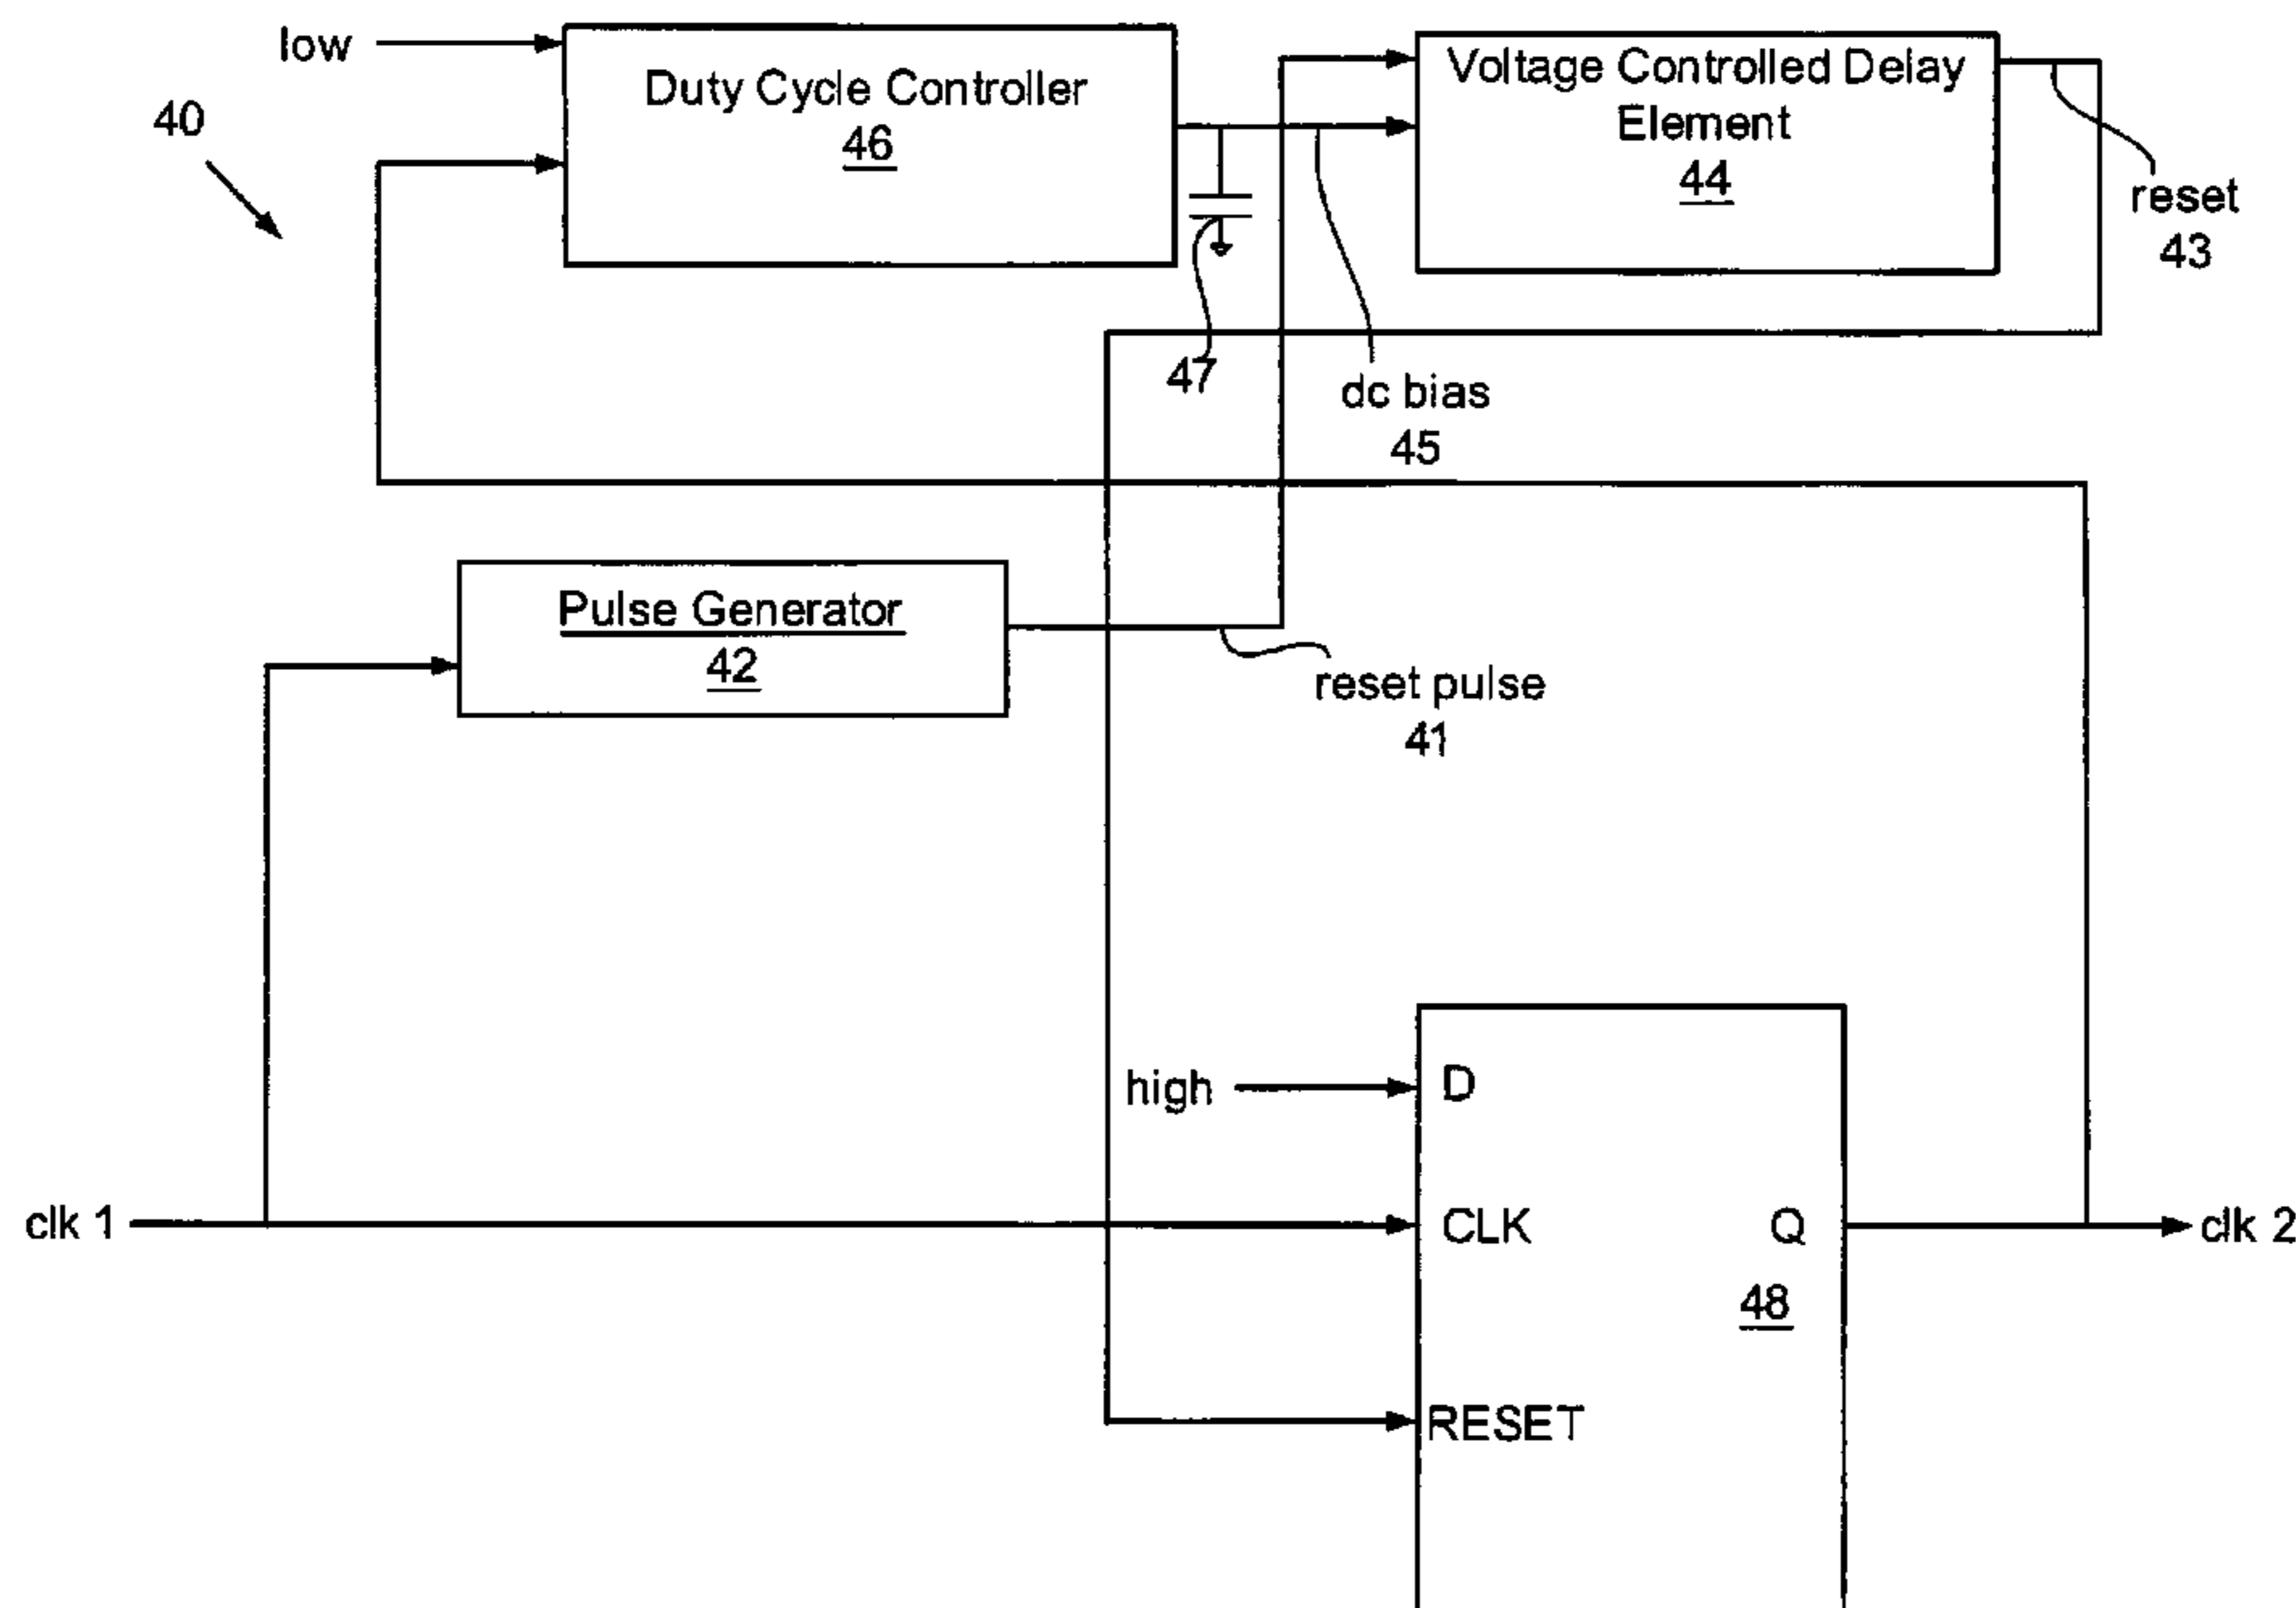 low
40
Duty Cycle Controller
46
Voltage Controlled Delay
Element
44
reset
43
47
dc bias
45
Pulse Generator
42
reset pulse
41
high
D
clk 1
CLK
Q
clk 2
48
RESET